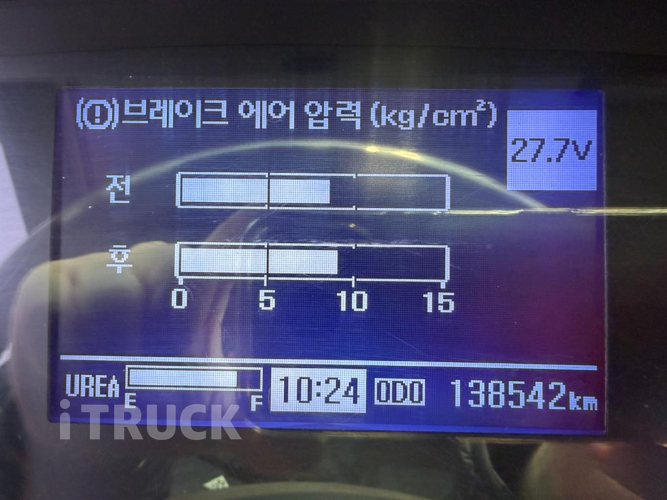 (!)브레이크 에어 압력(kg/cm²)
27.7V
전
후
0 5 10 15
UREA E F 10:24 ODO 138542km
iTRUCK